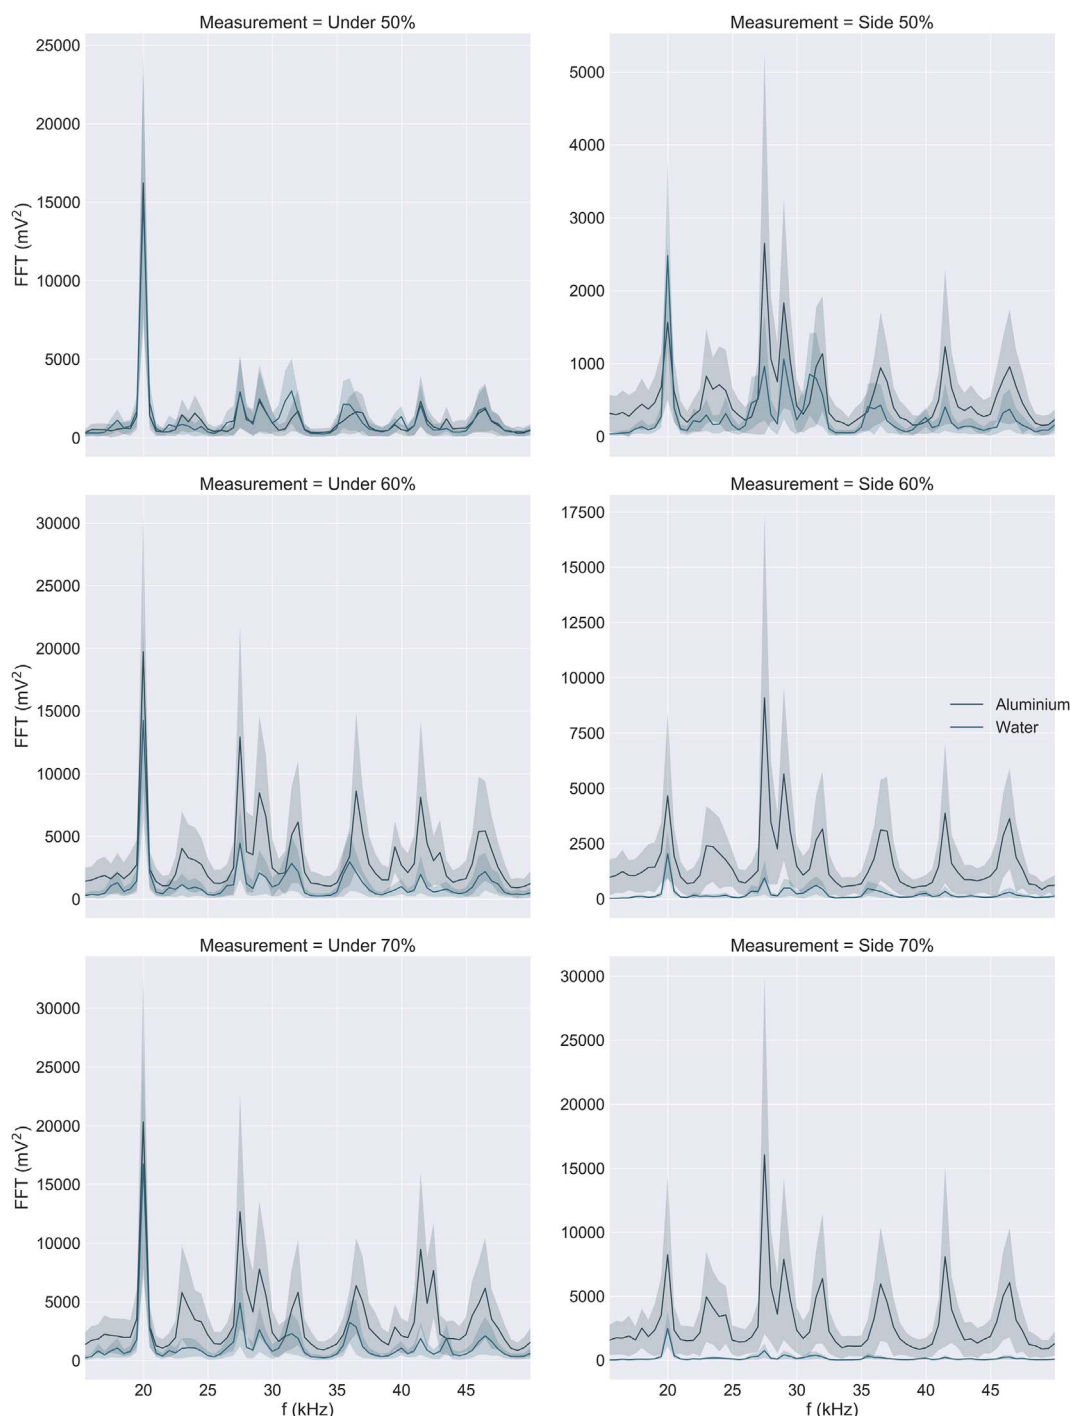 Measurement = Under 50%
25000
20000
15000
10000
5000
0
FFT (mV²)
Measurement = Side 50%
5000
4000
3000
2000
1000
0
Measurement = Under 60%
30000
25000
20000
15000
10000
5000
0
FFT (mV²)
Measurement = Side 60%
17500
15000
12500
10000
7500
5000
2500
0
Aluminium
Water
Measurement = Under 70%
30000
25000
20000
15000
10000
5000
0
FFT (mV²)
20 25 30 35 40 45
f (kHz)
Measurement = Side 70%
30000
25000
20000
15000
10000
5000
0
20 25 30 35 40 45
f (kHz)